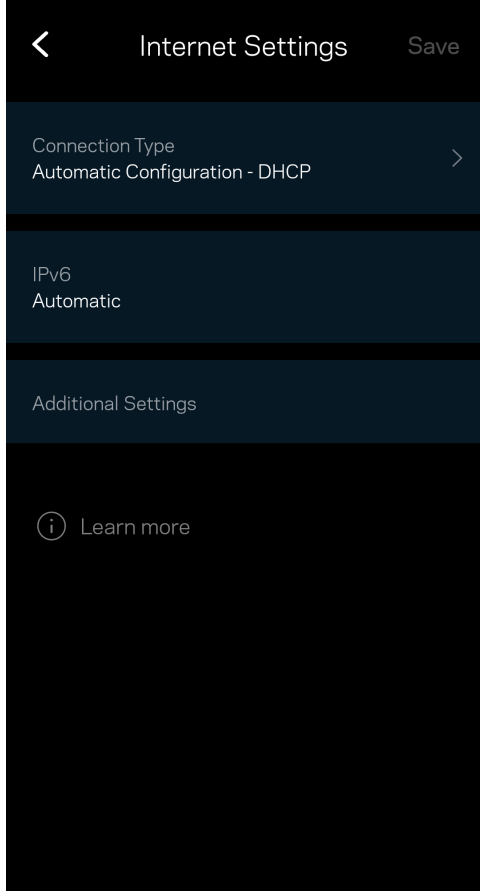 Internet Settings
Save
Connection Type
Automatic Configuration - DHCP
IPv6
Automatic
Additional Settings
Learn more